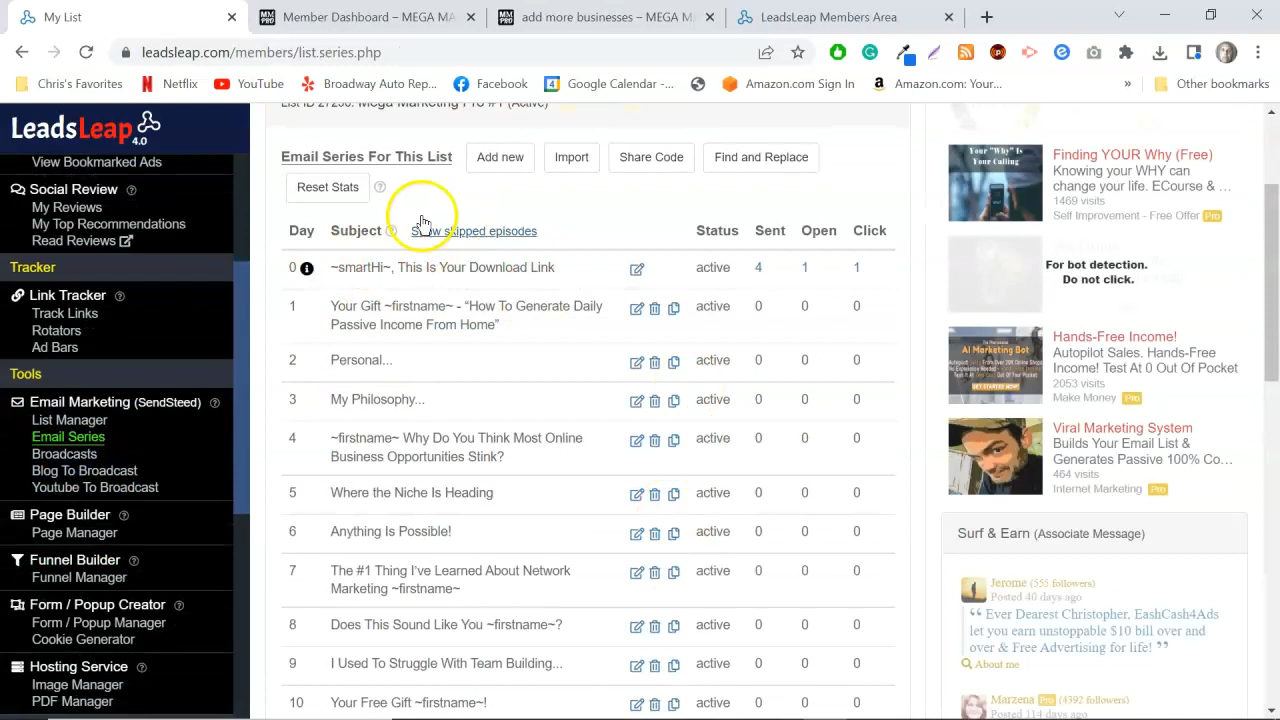 My List
Member Dashboard – MEGA MA
add more businesses – MEGA M
LeadsLeap Members Area
leadsleap.com/members/list.series.php
Chris's Favorites
Netflix
YouTube
Broadway Auto Rep...
Facebook
Google Calendar -...
Amazon.com Sign In
Amazon.com: Your...
Other bookmarks
LeadsLeap
4.0
View Bookmarked Ads
Social Review
My Reviews
My Top Recommendations
Read Reviews
Tracker
Link Tracker
Track Links
Rotators
Ad Bars
Tools
Email Marketing (SendSteed)
List Manager
Email Series
Broadcasts
Blog To Broadcast
Youtube To Broadcast
Page Builder
Page Manager
Funnel Builder
Funnel Manager
Form / Popup Creator
Form / Popup Manager
Cookie Generator
Hosting Service
Image Manager
PDF Manager
Email Series For This List
Add new
Import
Share Code
Find and Replace
Reset Stats
Day Subject Show skipped episodes Status Sent Open Click
0 ~smartHi~, This Is Your Download Link active 4 1 1
1 Your Gift ~firstname~ - “How To Generate Daily active 0 0 0
Passive Income From Home”
2 Personal... active 0 0 0
3 My Philosophy... active 0 0 0
4 ~firstname~ Why Do You Think Most Online active 0 0 0
Business Opportunities Stink?
5 Where the Niche Is Heading active 0 0 0
6 Anything Is Possible! active 0 0 0
7 The #1 Thing I've Learned About Network active 0 0 0
Marketing ~firstname~
8 Does This Sound Like You ~firstname~? active 0 0 0
9 I Used To Struggle With Team Building... active 0 0 0
10 Your Free Gift ~firstname~! active 0 0 0
Your "Why" Is
Your Calling
Finding YOUR Why (Free)
Knowing your WHY can
change your life. ECourse & ...
1469 visits
Self Improvement - Free Offer Pro
For bot detection.
Do not click.
AI Marketing Bot
Hands-Free Income!
Autopilot Sales. Hands-Free
Income! Test At 0 Out Of Pocket
2053 visits
Make Money Pro
Viral Marketing System
Builds Your Email List &
Generates Passive 100% Co...
464 visits
Internet Marketing Pro
Surf & Earn (Associate Message)
Jerome (555 followers)
Posted 40 days ago
“ Ever Dearest Christopher, EashCash4Ads
let you earn unstoppable $10 bill over and
over & Free Advertising for life! ”
About me
Marzena Pro (4392 followers)
Posted 114 days ago